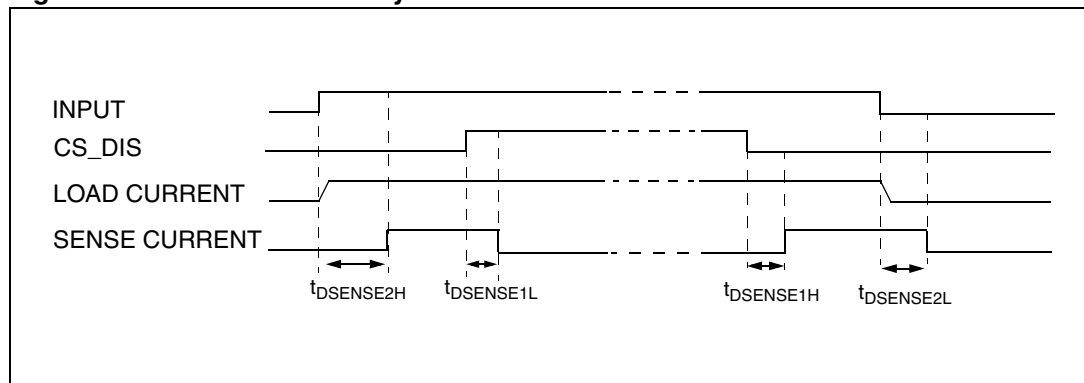 INPUT
CS_DIS
LOAD CURRENT
SENSE CURRENT
tDSENSE2H tDSENSE1L tDSENSE1H tDSENSE2L